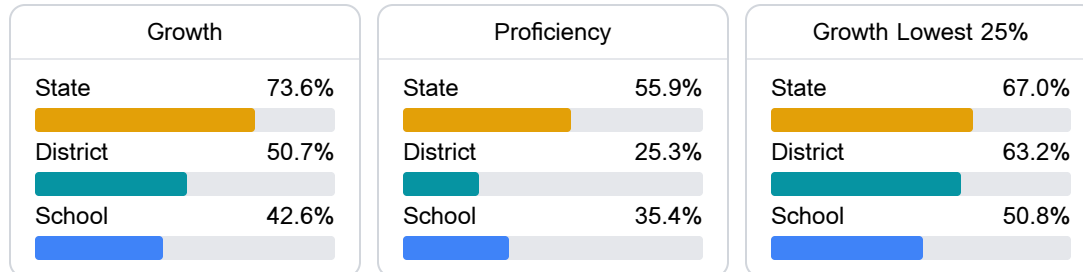 Growth
State 73.6%
District 50.7%
School 42.6%
Proficiency
State 55.9%
District 25.3%
School 35.4%
Growth Lowest 25%
State 67.0%
District 63.2%
School 50.8%